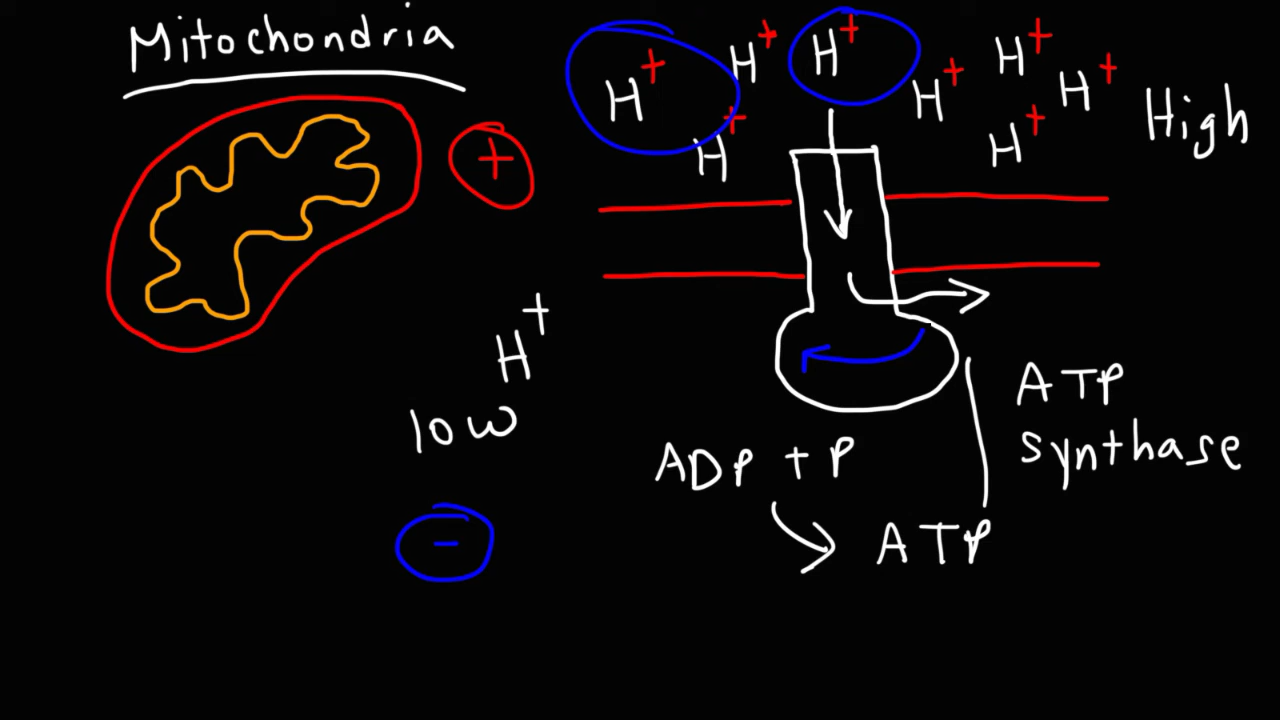 Mitochondria
+
H+ H+ H+ H+ H+ H+
H+ H+
High
H+
low
-
ATP
synthase
ADP + P
ATP